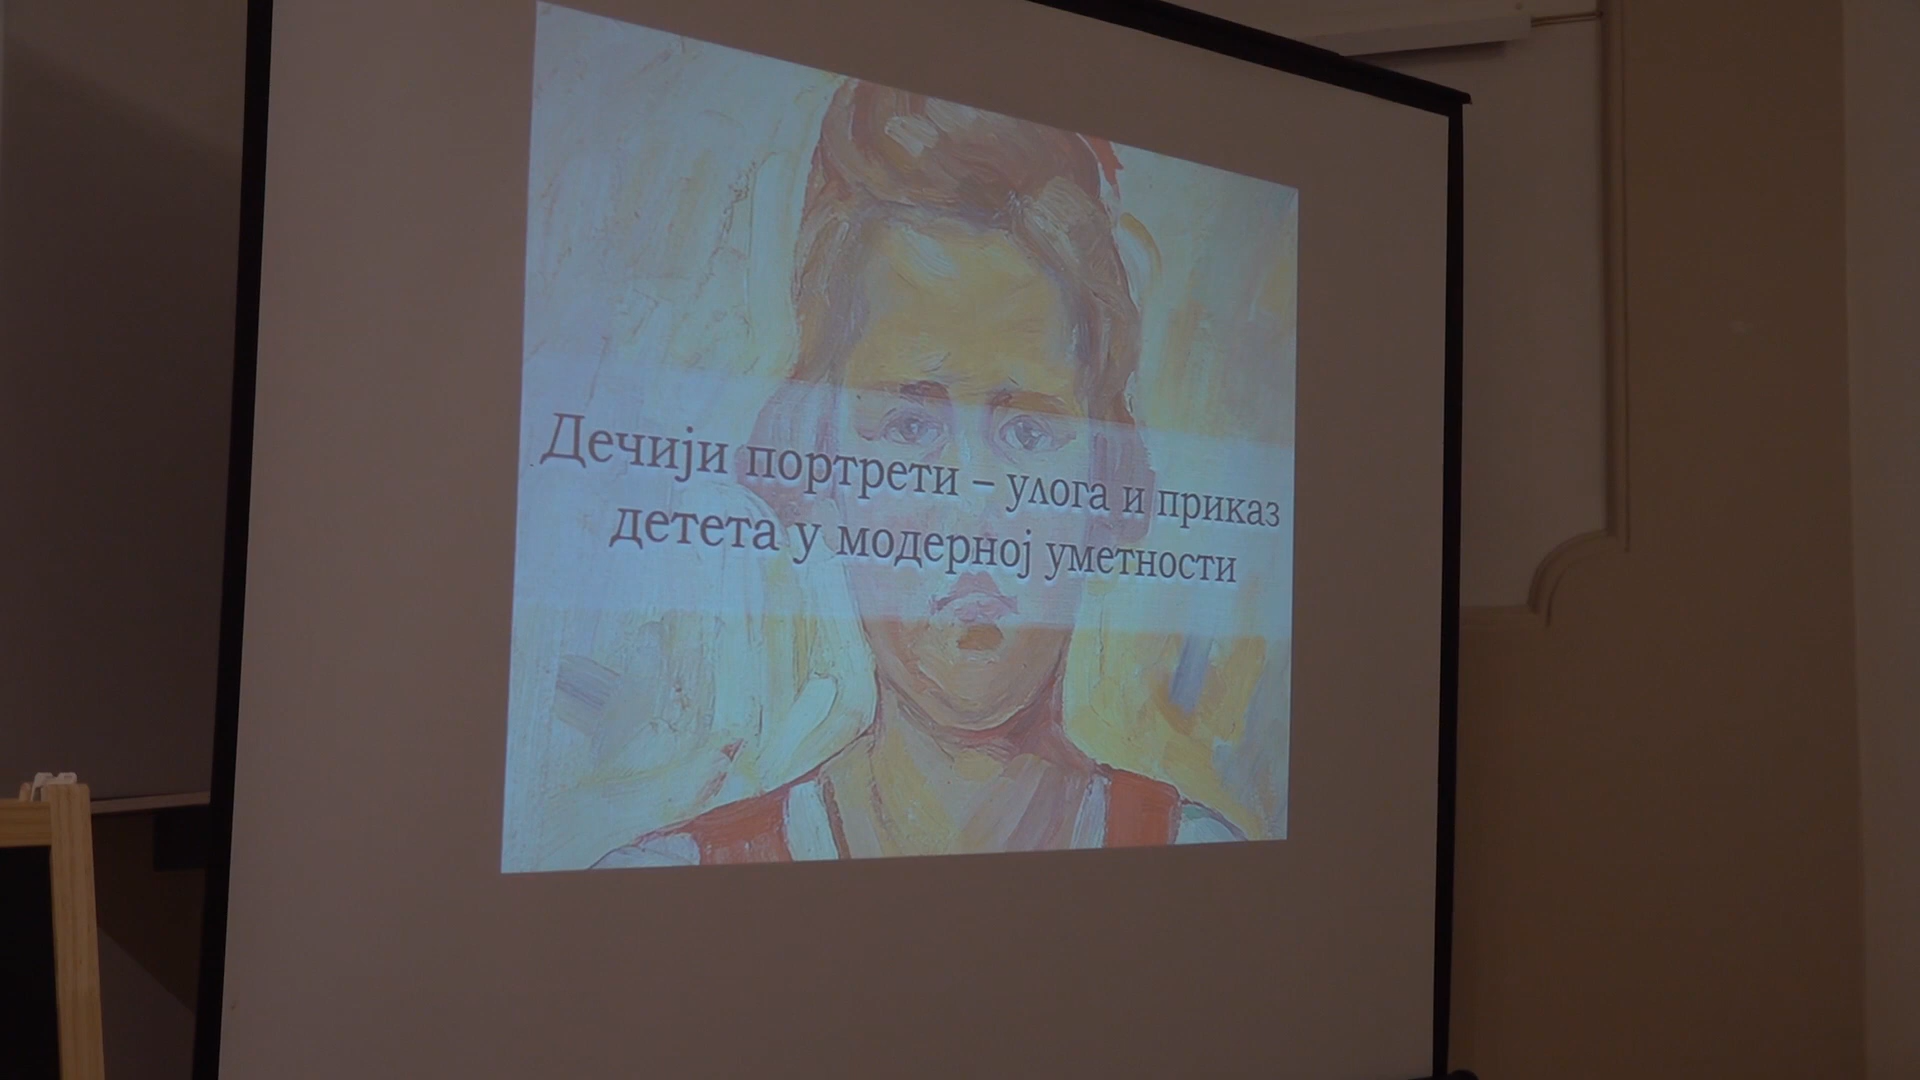 Дечији портрети – улога и приказ
детета у модерној уметности